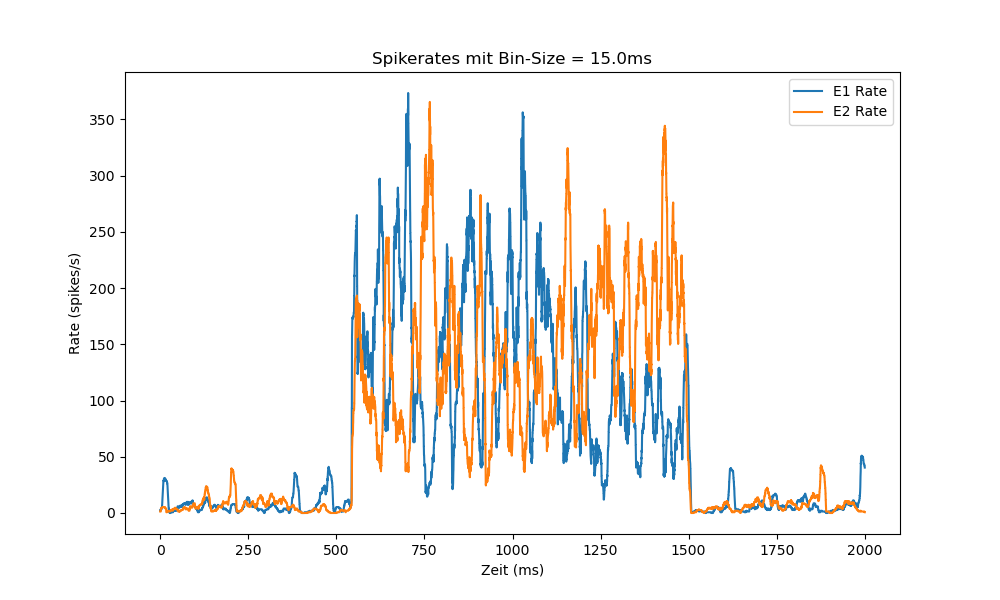 Spikerates mit Bin-Size = 15.0ms
E1 Rate
E2 Rate
Rate (spikes/s)
350
300
250
200
150
100
50
0
0 250 500 750 1000 1250 1500 1750 2000
Zeit (ms)